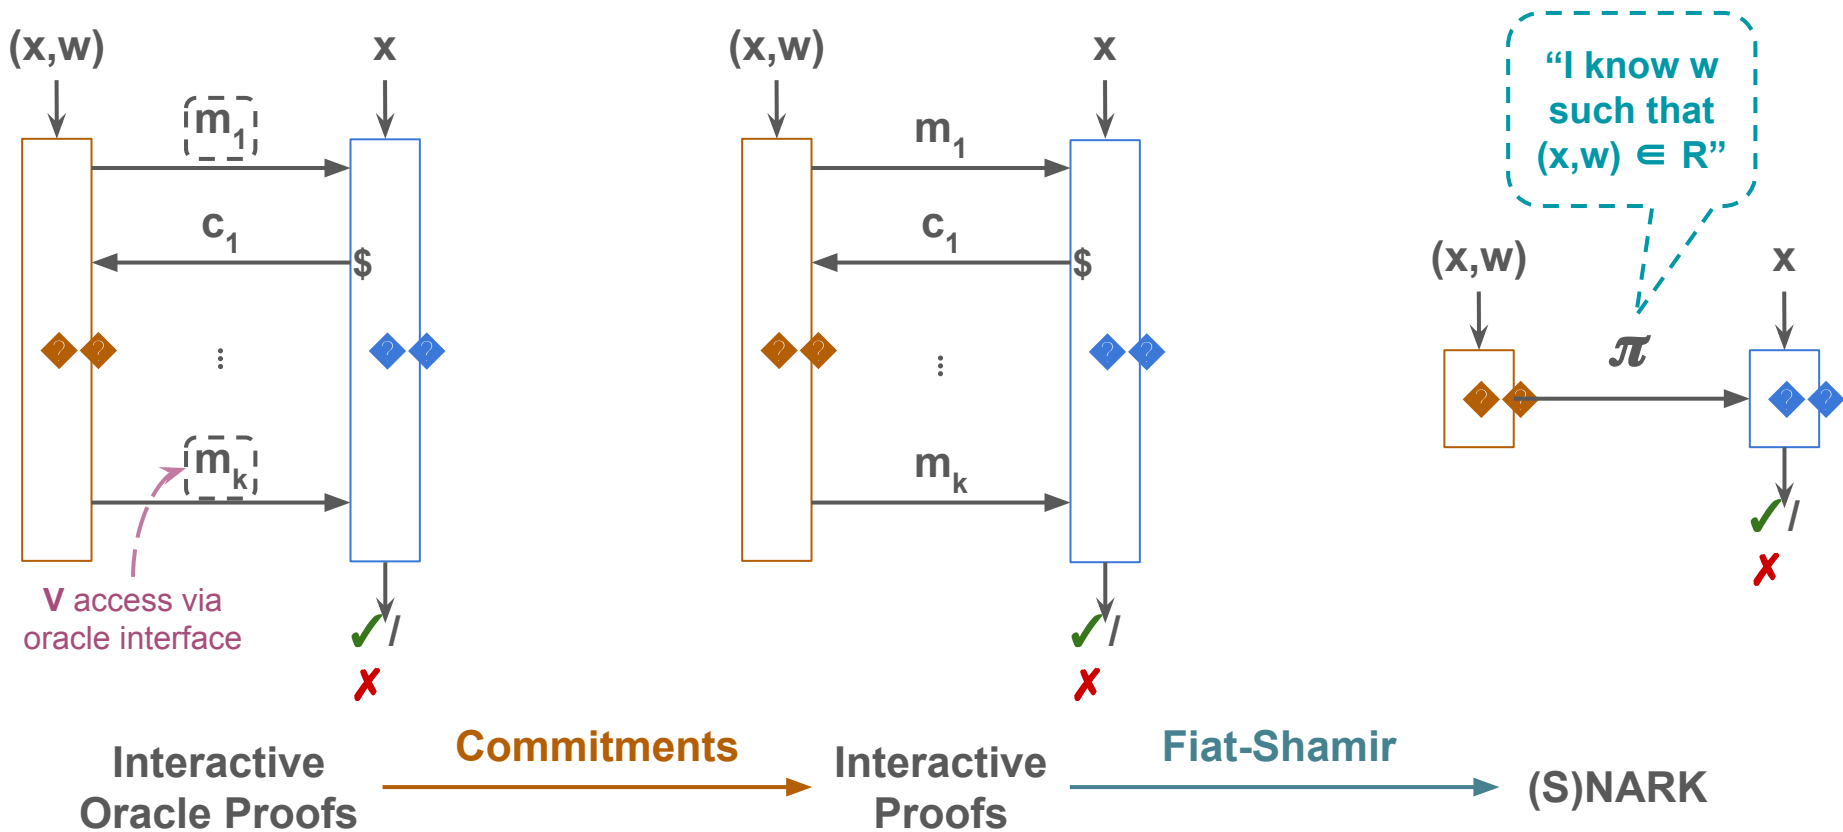 (x,w)
x
m1
c1
$
...
mk
V access via
oracle interface
✓/
✗
Interactive
Oracle Proofs
Commitments
(x,w)
x
m1
c1
$
...
mk
✓/
✗
Interactive
Proofs
Fiat-Shamir
“I know w
such that
(x,w) ∈ R”
(x,w)
x
π
✓/
✗
(S)NARK